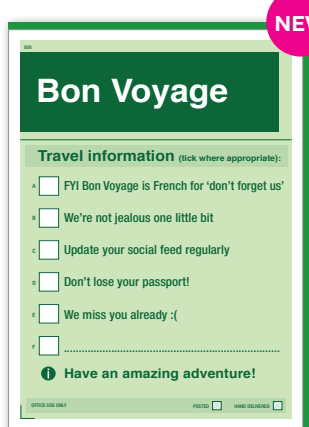 NEW
008
Bon Voyage
Travel information (tick where appropriate):
A FYI Bon Voyage is French for ‘don’t forget us’
B We’re not jealous one little bit
C Update your social feed regularly
D Don’t lose your passport!
E We miss you already :(
F ................................................................................
i Have an amazing adventure!
OFFICE USE ONLY POSTED HAND DELIVERED